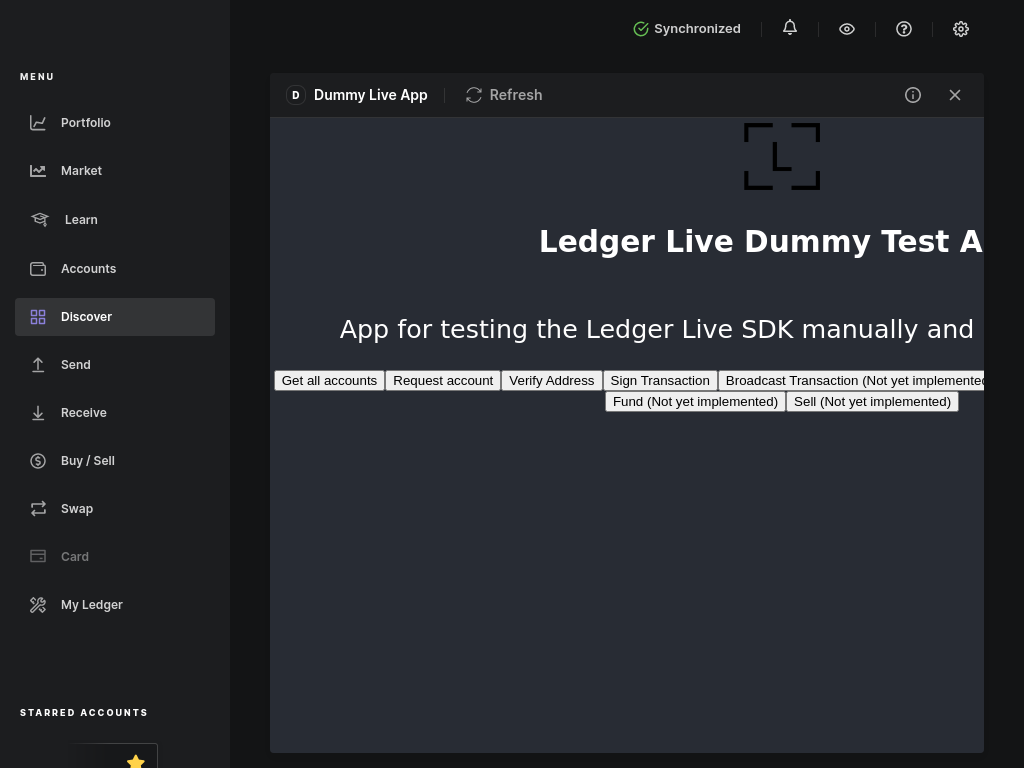 Synchronized
MENU
Portfolio
Market
Learn
Accounts
Discover
Send
Receive
Buy / Sell
Swap
Card
My Ledger
STARRED ACCOUNTS
D Dummy Live App
Refresh
L
Ledger Live Dummy Test A
App for testing the Ledger Live SDK manually and
Get all accounts Request account Verify Address Sign Transaction Broadcast Transaction (Not yet implemented
Fund (Not yet implemented) Sell (Not yet implemented)